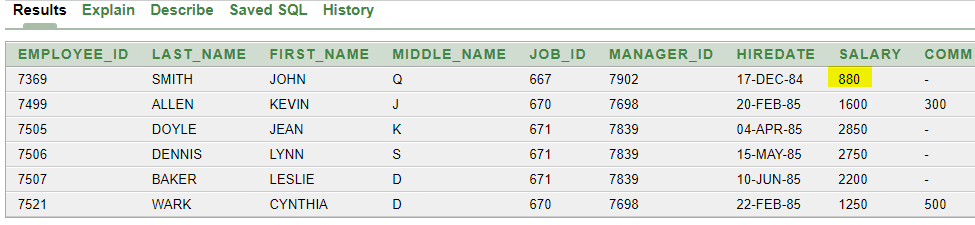 Results Explain Describe Saved SQL History
EMPLOYEE_ID LAST_NAME FIRST_NAME MIDDLE_NAME JOB_ID MANAGER_ID HIREDATE SALARY COMM
7369 SMITH JOHN Q 667 7902 17-DEC-84 880 -
7499 ALLEN KEVIN J 670 7698 20-FEB-85 1600 300
7505 DOYLE JEAN K 671 7839 04-APR-85 2850 -
7506 DENNIS LYNN S 671 7839 15-MAY-85 2750 -
7507 BAKER LESLIE D 671 7839 10-JUN-85 2200 -
7521 WARK CYNTHIA D 670 7698 22-FEB-85 1250 500